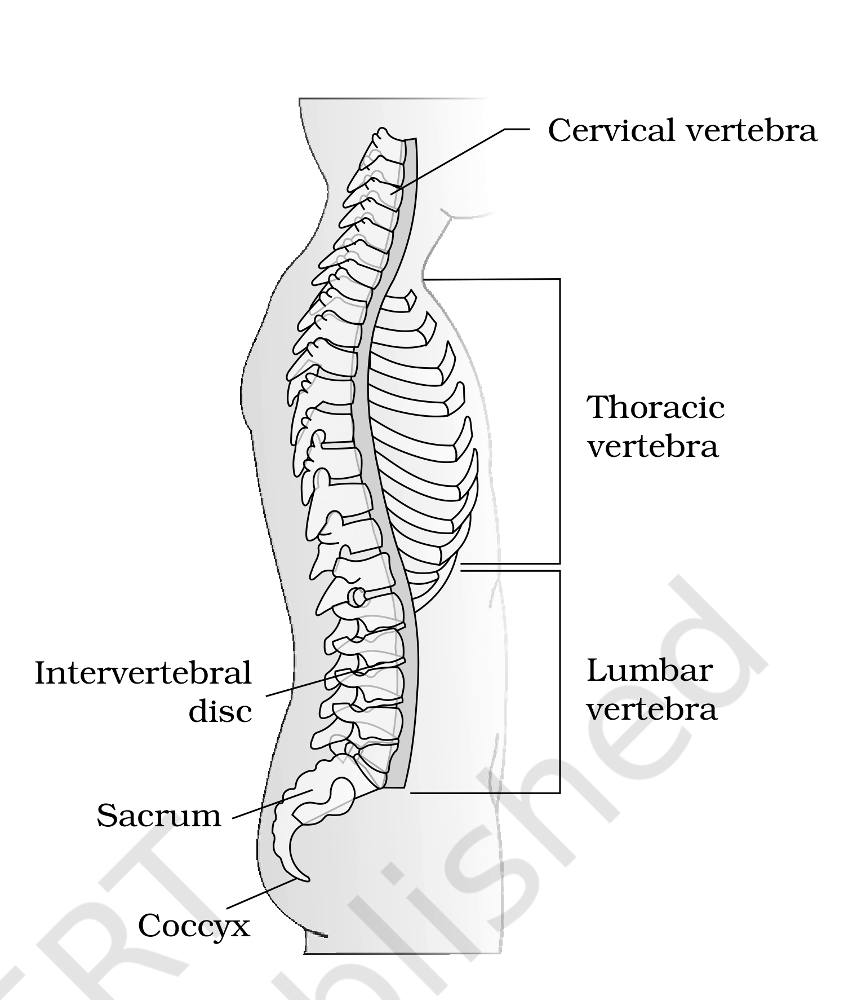 Cervical vertebra
Thoracic
vertebra
Intervertebral
disc
Lumbar
vertebra
Sacrum
Coccyx